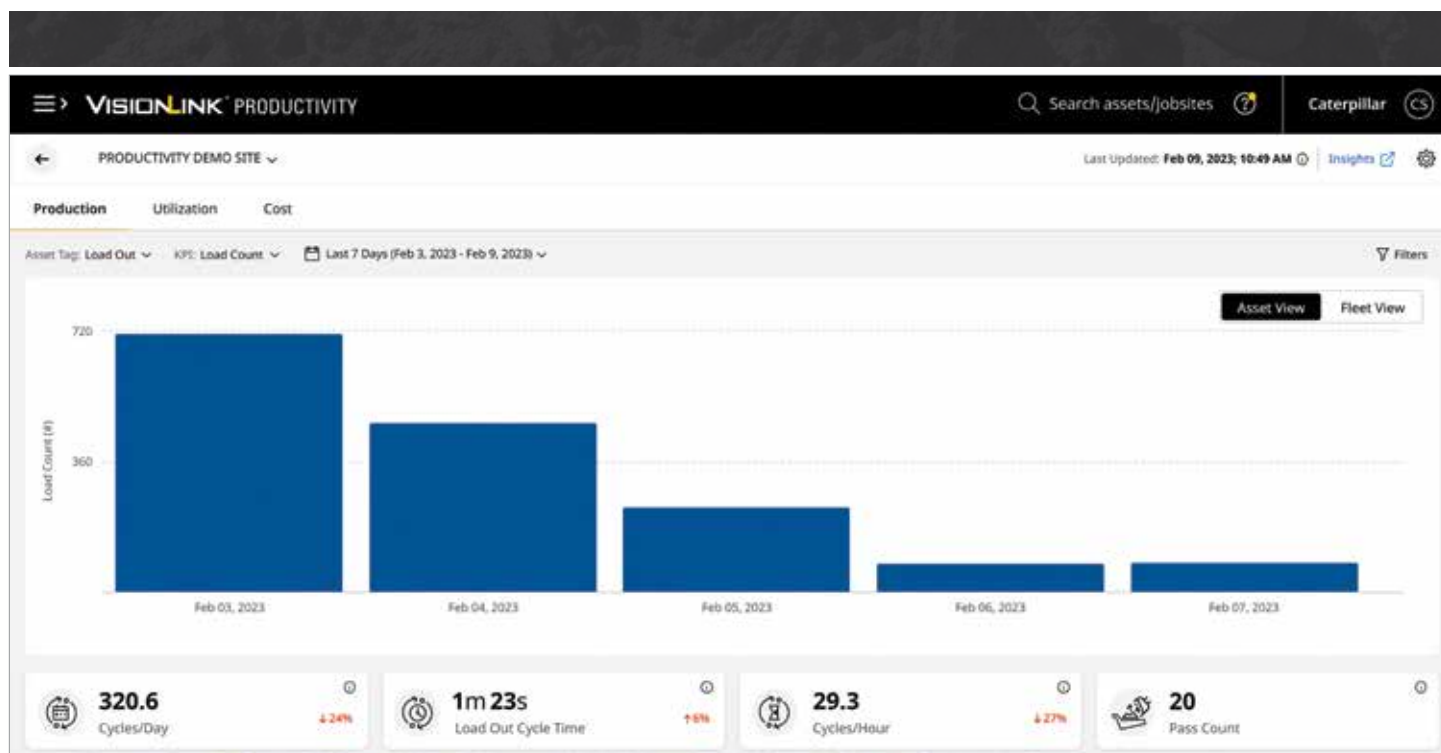 VISIONLINK PRODUCTIVITY
Search assets/jobsites
Caterpillar
CS
PRODUCTIVITY DEMO SITE
Last Updated: Feb 09, 2023; 10:49 AM
Insights
Production Utilization Cost
Asset Tag: Load Out
KPI: Load Count
Last 7 Days (Feb 3, 2023 - Feb 9, 2023)
Filters
Asset View Fleet View
720
360
Load Count (#)
Feb 03, 2023 Feb 04, 2023 Feb 05, 2023 Feb 06, 2023 Feb 07, 2023
320.6
Cycles/Day
↓24%
1m 23s
Load Out Cycle Time
↑6%
29.3
Cycles/Hour
↓27%
20
Pass Count